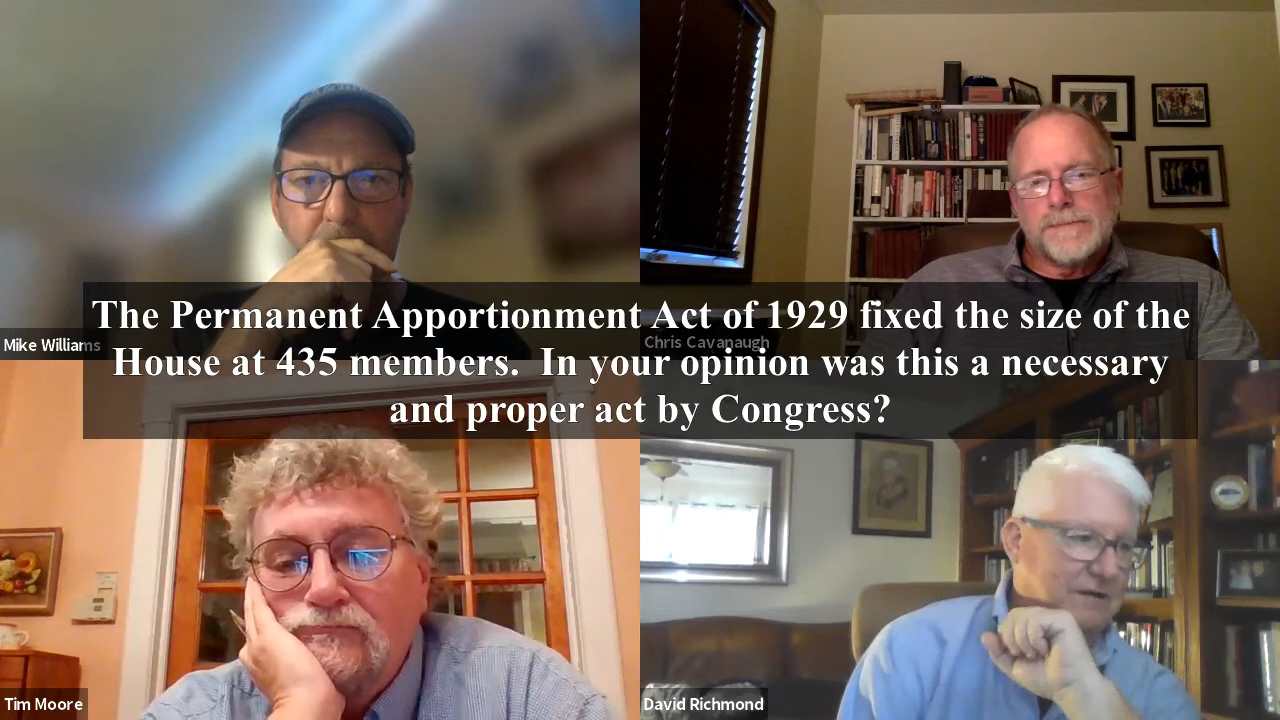 The Permanent Apportionment Act of 1929 fixed the size of the
Mike Williams
Chris Cavanaugh
House at 435 members.  In your opinion was this a necessary
and proper act by Congress?
Tim Moore
David Richmond